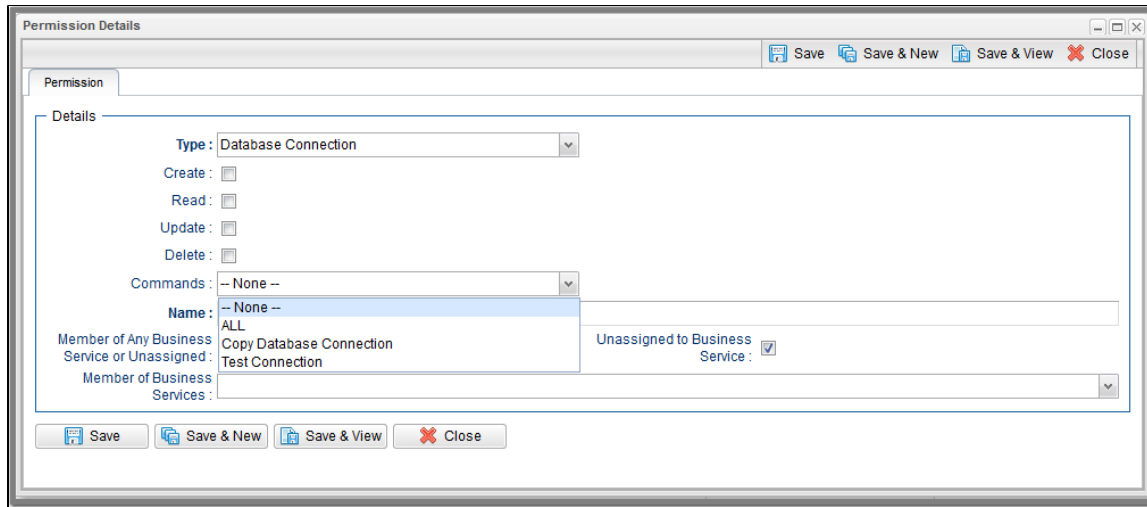 Permission Details
Save Save & New Save & View Close
Permission
Details
Type : Database Connection
Create :
Read :
Update :
Delete :
Commands : -- None --
Name : -- None --
ALL
Copy Database Connection
Test Connection
Member of Any Business
Service or Unassigned :
Unassigned to Business
Service :
Member of Business
Services :
Save Save & New Save & View Close